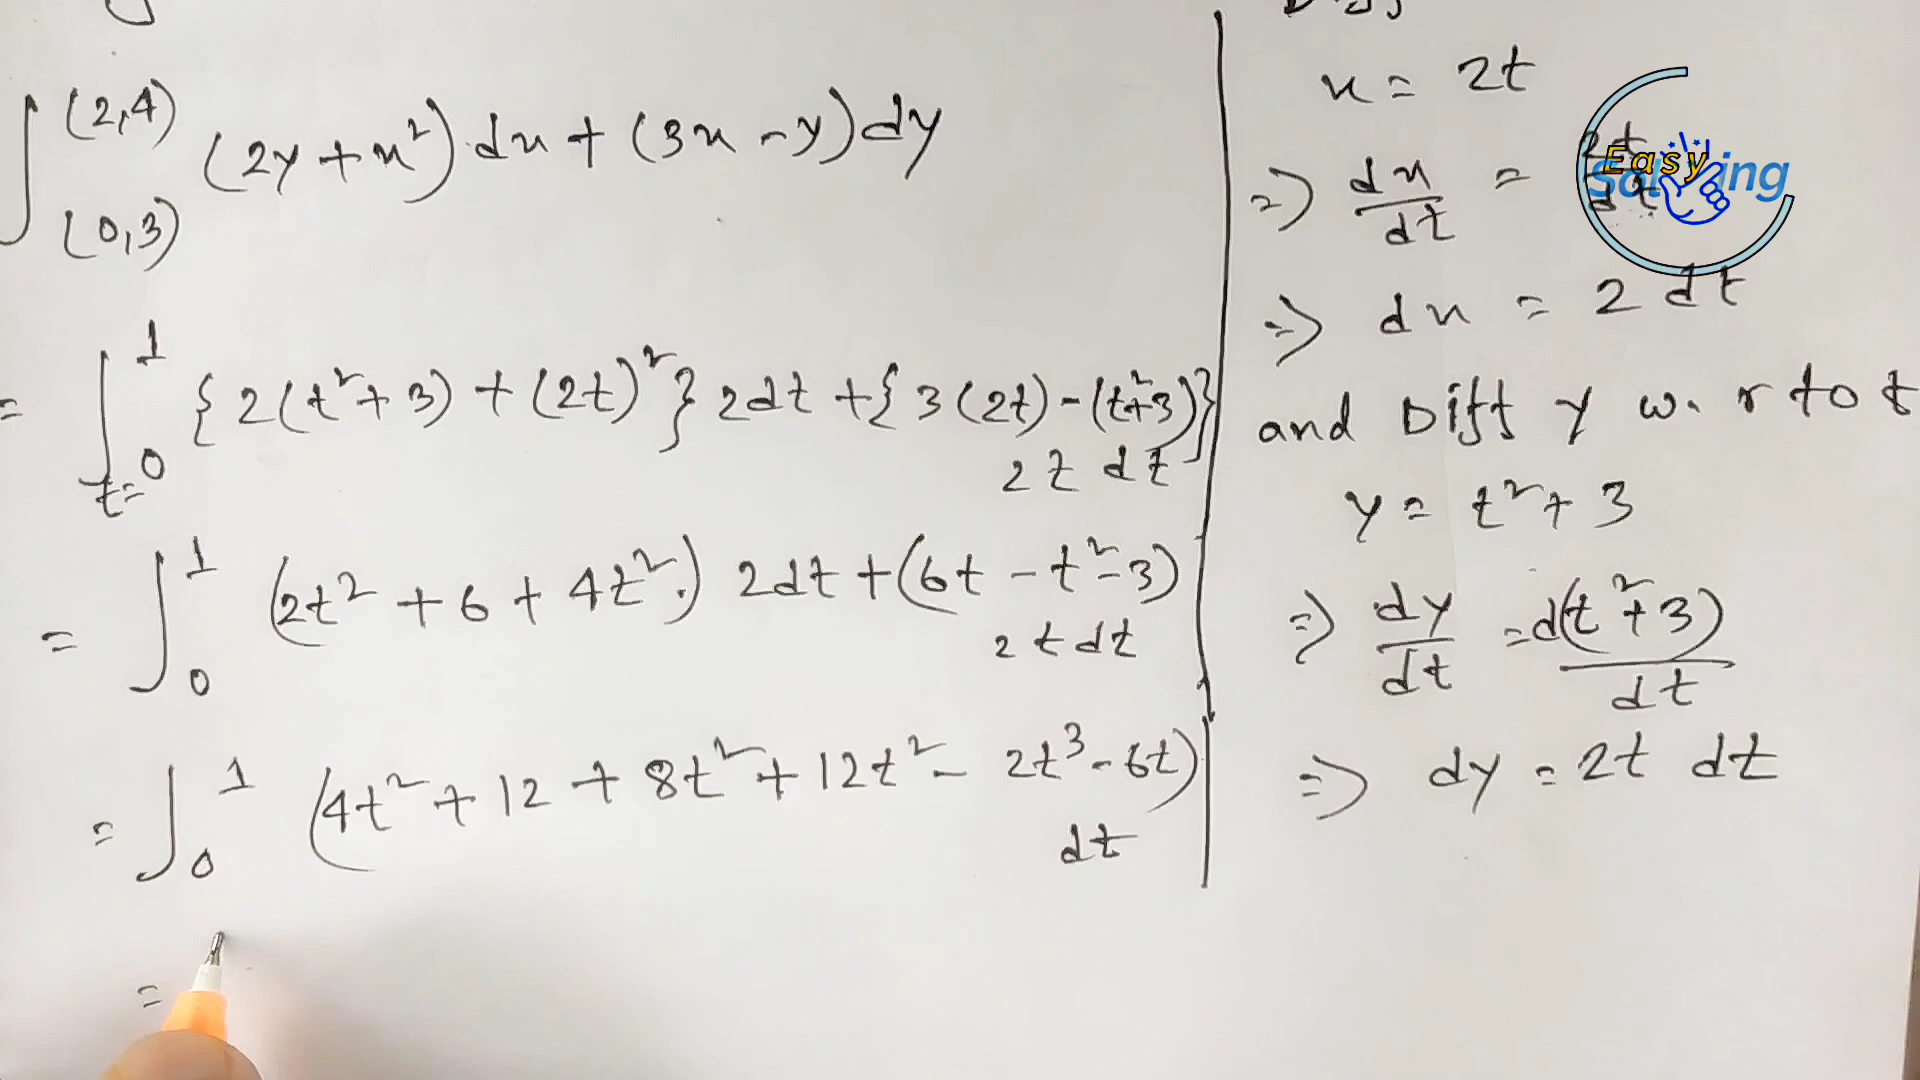 ∫_(0,3)^(2,4) (2y + x²) dx + (3x - y) dy
= ∫_{t=0}^1 {2(t²+3) + (2t)²} 2dt + {3(2t) - (t²+3)}
2t dt
= ∫_0^1 (2t² + 6 + 4t².) 2dt + (6t - t² - 3)
2t dt
= ∫_0^1 (4t² + 12 + 8t² + 12t² - 2t³ - 6t)
dt
=
x = 2t
=> dx/dt =
=> dx = 2 dt
and Diff y w.r to t
y = t² + 3
=> dy/dt = d(t²+3)/dt
=> dy = 2t dt
Easy
Solving